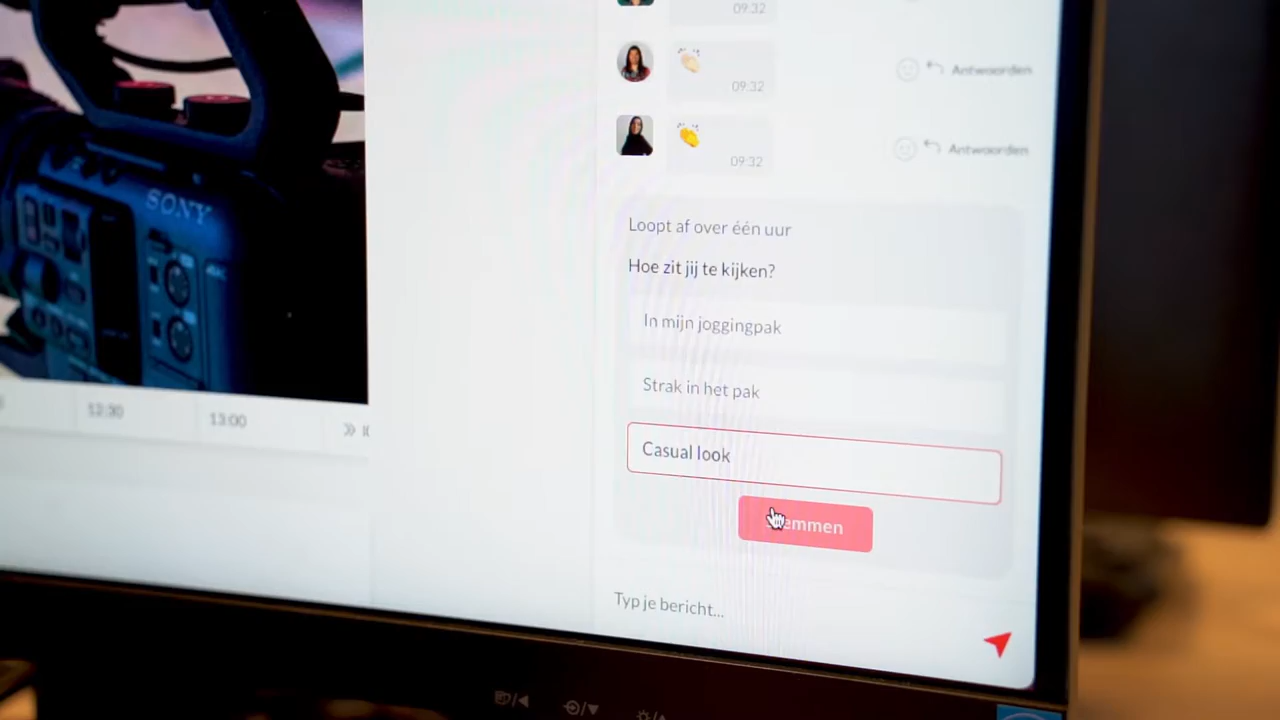 09:32
09:32
Antwoorden
09:32
Antwoorden
SONY
Loopt af over één uur
Hoe zit jij te kijken?
In mijn joggingpak
Strak in het pak
12:30
13:00
Casual look
Typ je bericht...